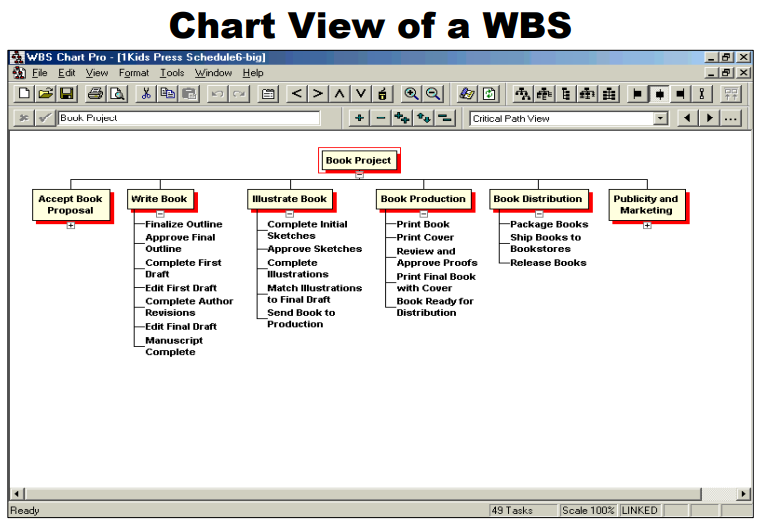 Chart View of a WBS
WBS Chart Pro - [1Kids Press Schedule6-big]
File Edit View Format Tools Window Help
Book Project
Critical Path View
Book Project
Accept Book
Proposal
Write Book
Finalize Outline
Approve Final
Outline
Complete First
Draft
Edit First Draft
Complete Author
Revisions
Edit Final Draft
Manuscript
Complete
Illustrate Book
Complete Initial
Sketches
Approve Sketches
Complete
Illustrations
Match Illustrations
to Final Draft
Send Book to
Production
Book Production
Print Book
Print Cover
Review and
Approve Proofs
Print Final Book
with Cover
Book Ready for
Distribution
Book Distribution
Package Books
Ship Books to
Bookstores
Release Books
Publicity and
Marketing
Ready
49 Tasks
Scale 100%
LINKED